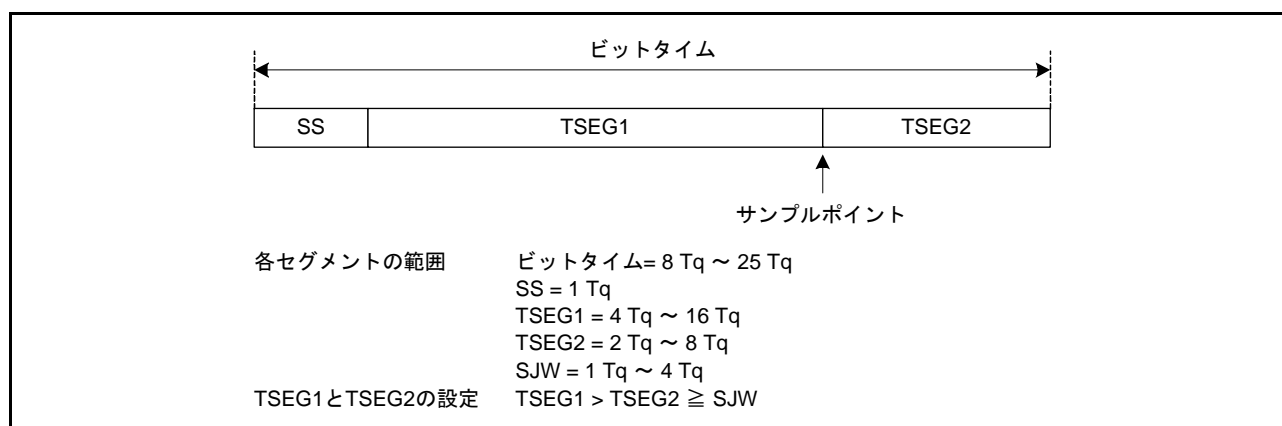 ビットタイム
SS TSEG1 TSEG2
サンプルポイント
各セグメントの範囲 ビットタイム= 8 Tq ～ 25 Tq
SS = 1 Tq
TSEG1 = 4 Tq ～ 16 Tq
TSEG2 = 2 Tq ～ 8 Tq
SJW = 1 Tq ～ 4 Tq
TSEG1とTSEG2の設定 TSEG1 > TSEG2 ≧ SJW